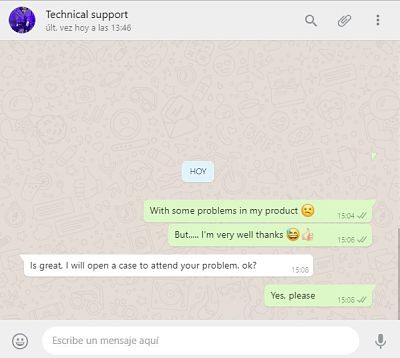 Technical support
últ. vez hoy a las 13:46
HOY
With some problems in my product ☹️
15:04
But..... I'm very well thanks 😅👍🏻
15:06
Is great. I will open a case to attend your problem. ok?
15:08
Yes, please
15:08
Escribe un mensaje aquí